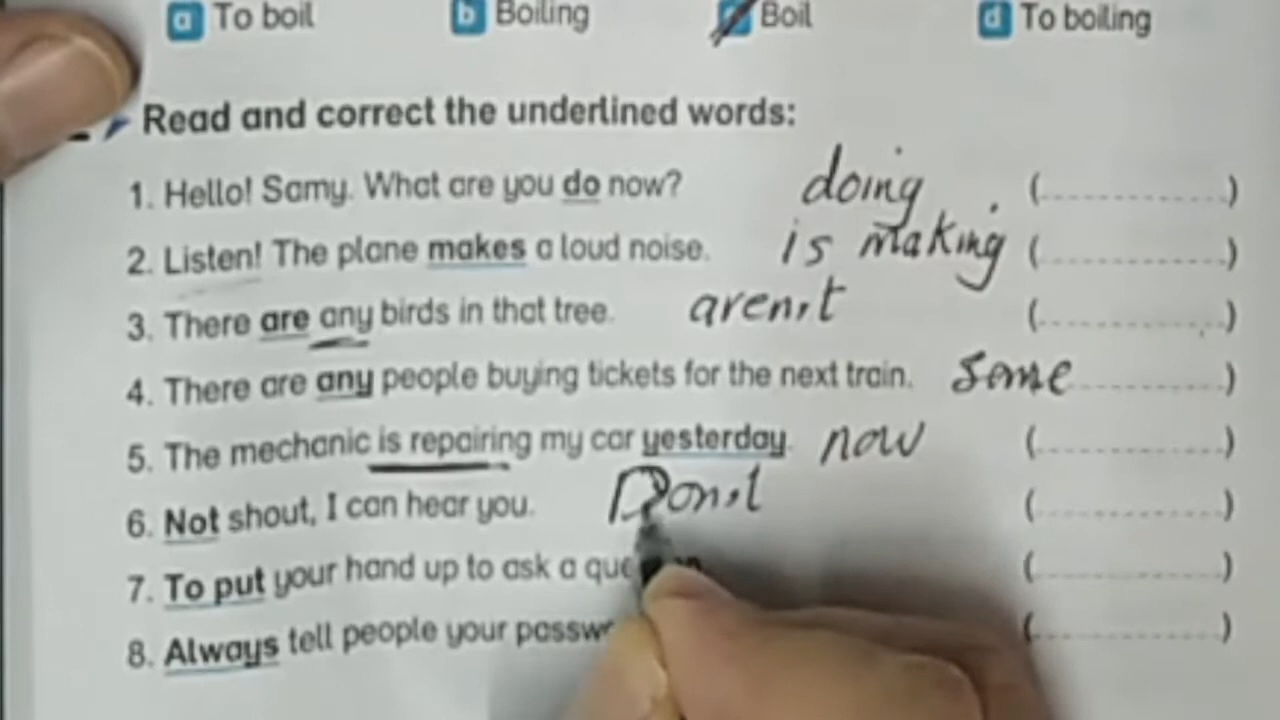 a To boil b Boiling Boil d To boiling
Read and correct the underlined words:
1. Hello! Samy. What are you do now? doing (....................)
2. Listen! The plane makes a loud noise. is making (....................)
3. There are any birds in that tree. aren,t (....................)
4. There are any people buying tickets for the next train. Some ....................)
5. The mechanic is repairing my car yesterday. now (....................)
6. Not shout, I can hear you. Don,t (....................)
7. To put your hand up to ask a (....................)
8. Always tell people your (....................)